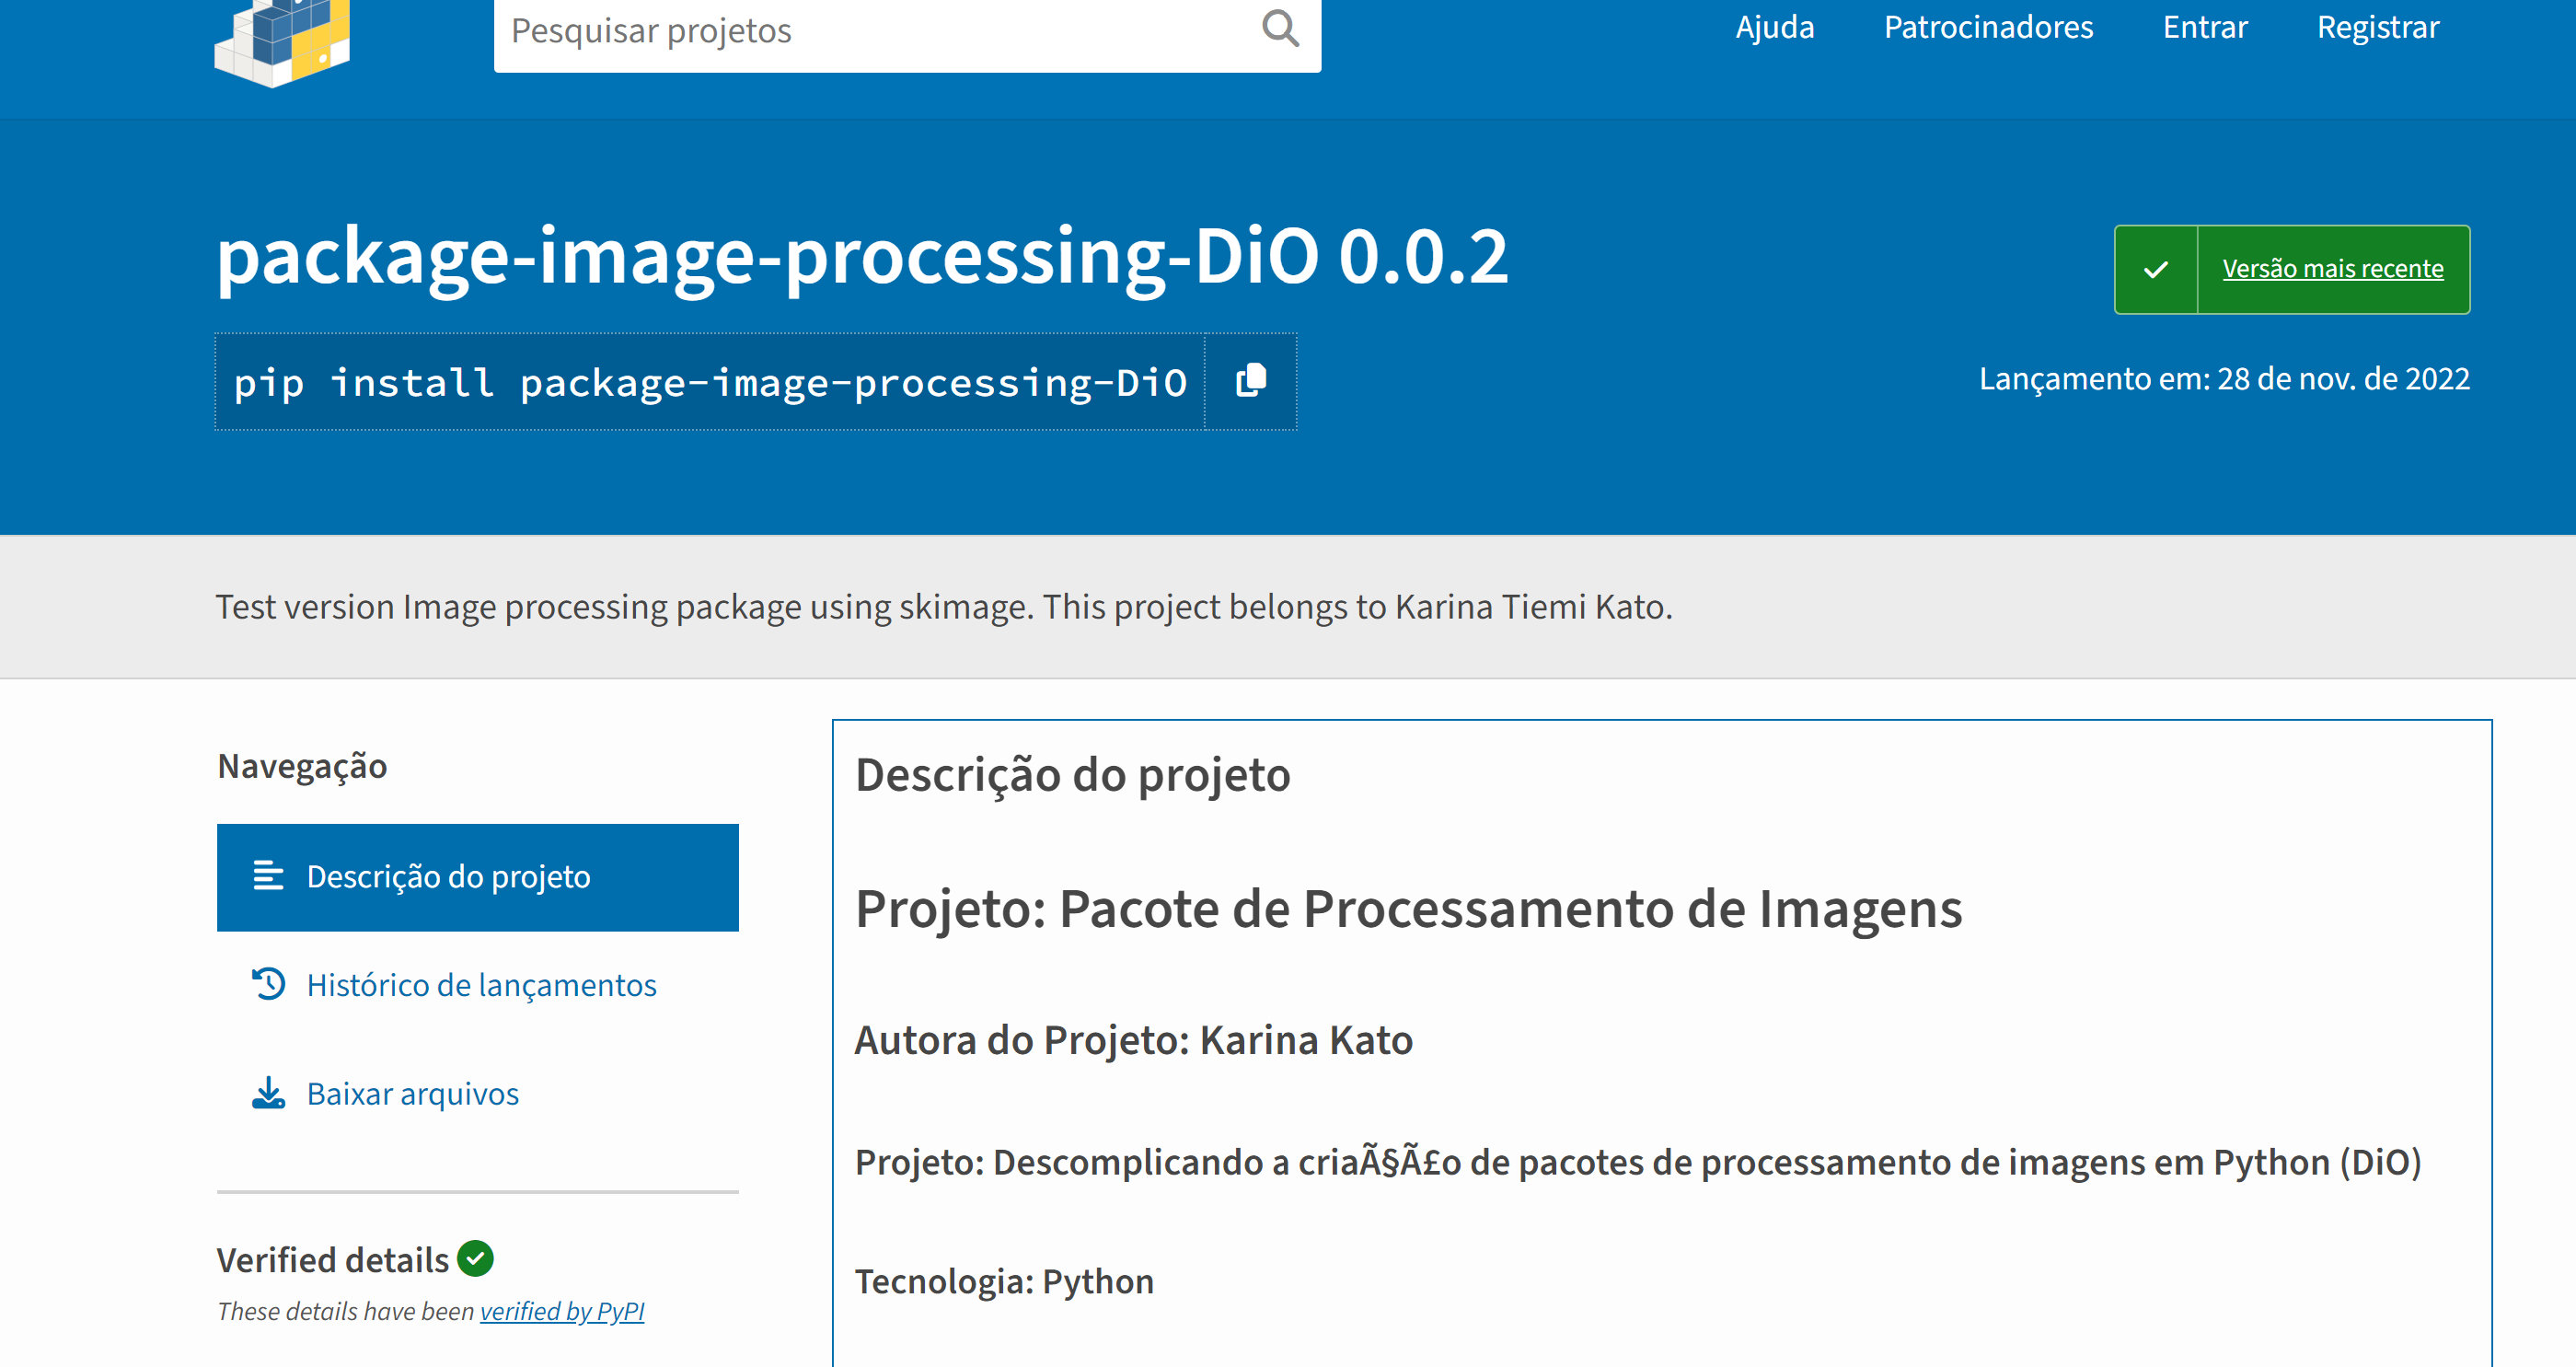 Pesquisar projetos
Ajuda Patrocinadores Entrar Registrar
package-image-processing-DiO 0.0.2
pip install package-image-processing-DiO
Versão mais recente
Lançamento em: 28 de nov. de 2022
Test version Image processing package using skimage. This project belongs to Karina Tiemi Kato.
Navegação
Descrição do projeto
Histórico de lançamentos
Baixar arquivos
Verified details
These details have been verified by PyPI
Descrição do projeto
Projeto: Pacote de Processamento de Imagens
Autora do Projeto: Karina Kato
Projeto: Descomplicando a criaÃ§Ã£o de pacotes de processamento de imagens em Python (DiO)
Tecnologia: Python